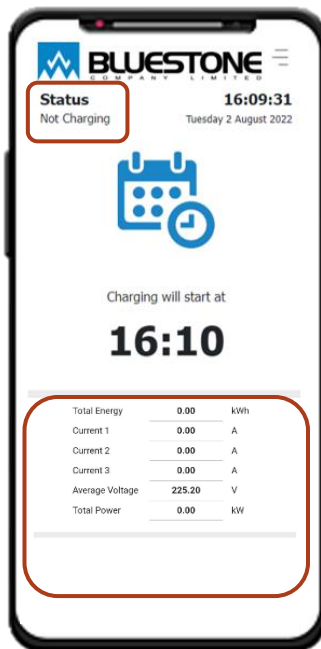 BLUESTONE
COMPANY LIMITED
Status 16:09:31
Not Charging Tuesday 2 August 2022
Charging will start at
16:10
Total Energy 0.00 kWh
Current 1 0.00 A
Current 2 0.00 A
Current 3 0.00 A
Average Voltage 225.20 V
Total Power 0.00 kW